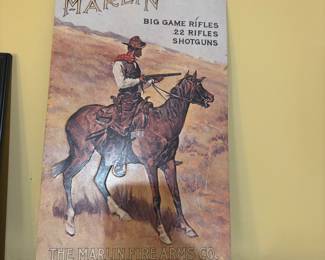 MARLIN
BIG GAME RIFLES
.22 RIFLES
SHOTGUNS
THE MARLIN FIRE ARMS CO.